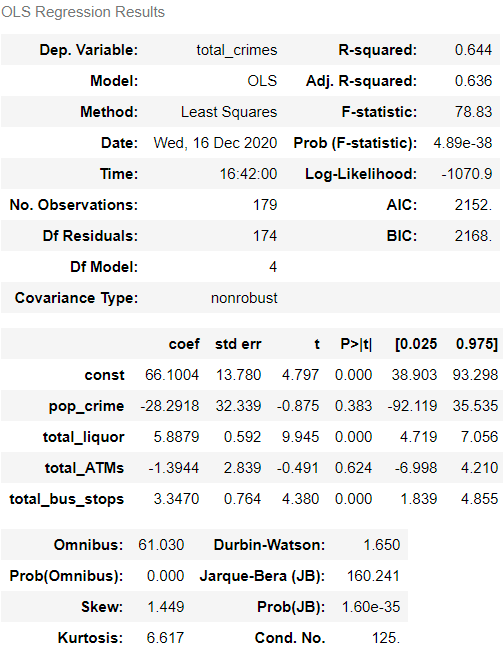 OLS Regression Results
Dep. Variable: total_crimes R-squared: 0.644
Model: OLS Adj. R-squared: 0.636
Method: Least Squares F-statistic: 78.83
Date: Wed, 16 Dec 2020 Prob (F-statistic): 4.89e-38
Time: 16:42:00 Log-Likelihood: -1070.9
No. Observations: 179 AIC: 2152.
Df Residuals: 174 BIC: 2168.
Df Model: 4
Covariance Type: nonrobust
coef std err t P>|t| [0.025 0.975]
const 66.1004 13.780 4.797 0.000 38.903 93.298
pop_crime -28.2918 32.339 -0.875 0.383 -92.119 35.535
total_liquor 5.8879 0.592 9.945 0.000 4.719 7.056
total_ATMs -1.3944 2.839 -0.491 0.624 -6.998 4.210
total_bus_stops 3.3470 0.764 4.380 0.000 1.839 4.855
Omnibus: 61.030 Durbin-Watson: 1.650
Prob(Omnibus): 0.000 Jarque-Bera (JB): 160.241
Skew: 1.449 Prob(JB): 1.60e-35
Kurtosis: 6.617 Cond. No. 125.